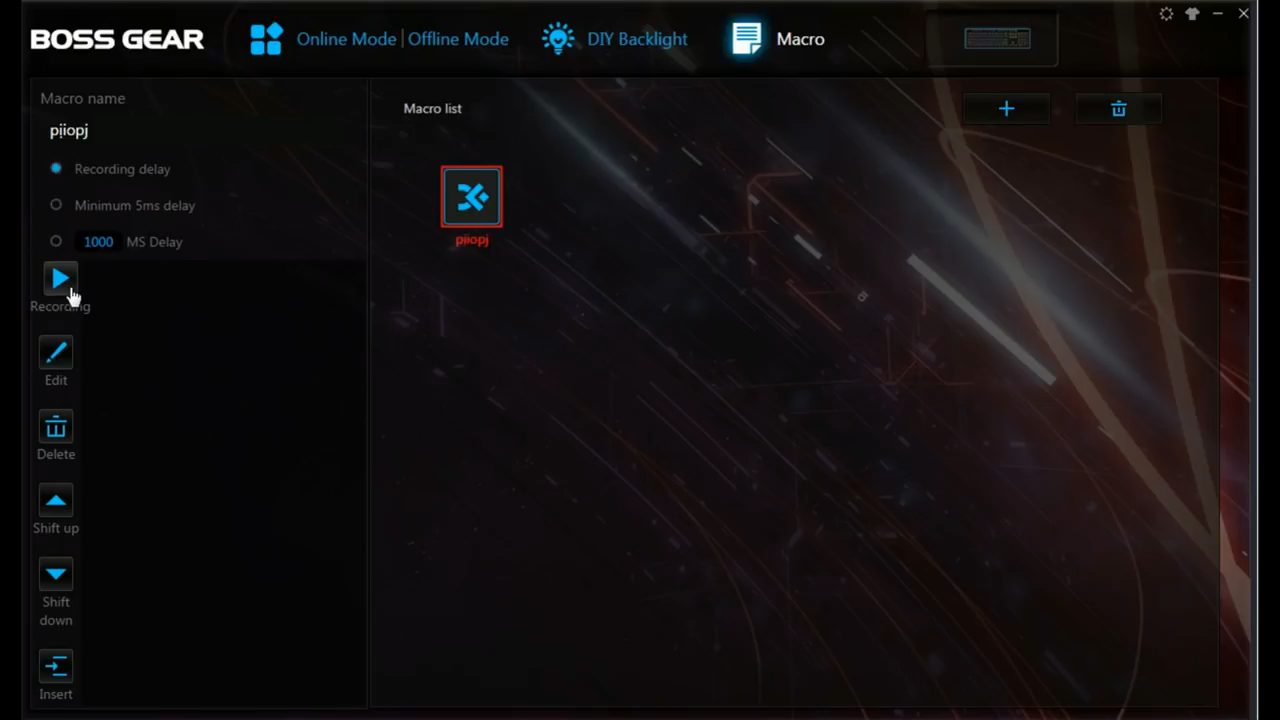 BOSS GEAR
Online Mode | Offline Mode
DIY Backlight
Macro
Macro name
pjiopj
Recording delay
Minimum 5ms delay
1000 MS Delay
Recording
Edit
Delete
Shift up
Shift
down
Insert
Macro list
pjiopj